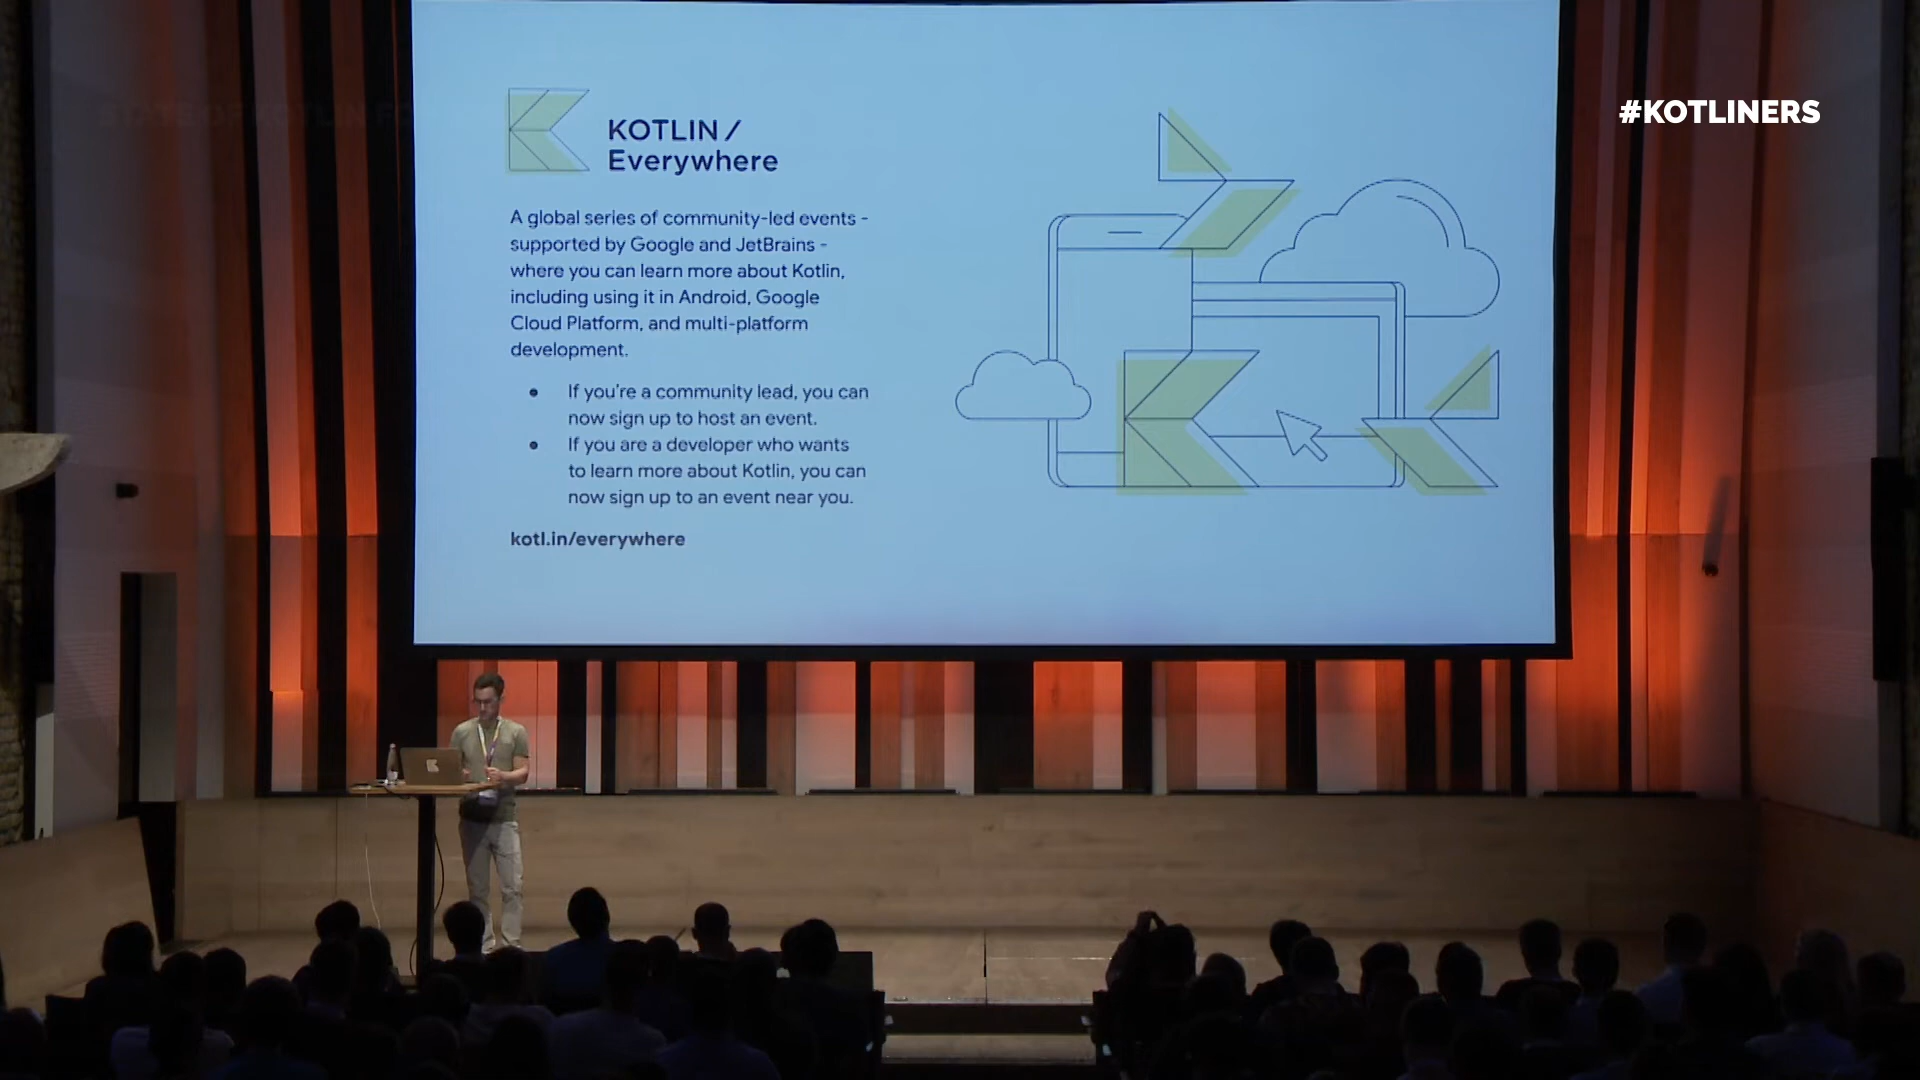 #KOTLINERS
KOTLIN /
Everywhere
A global series of community-led events -
supported by Google and JetBrains -
where you can learn more about Kotlin,
including using it in Android, Google
Cloud Platform, and multi-platform
development.
● If you're a community lead, you can
now sign up to host an event.
● If you are a developer who wants
to learn more about Kotlin, you can
now sign up to an event near you.
kotl.in/everywhere